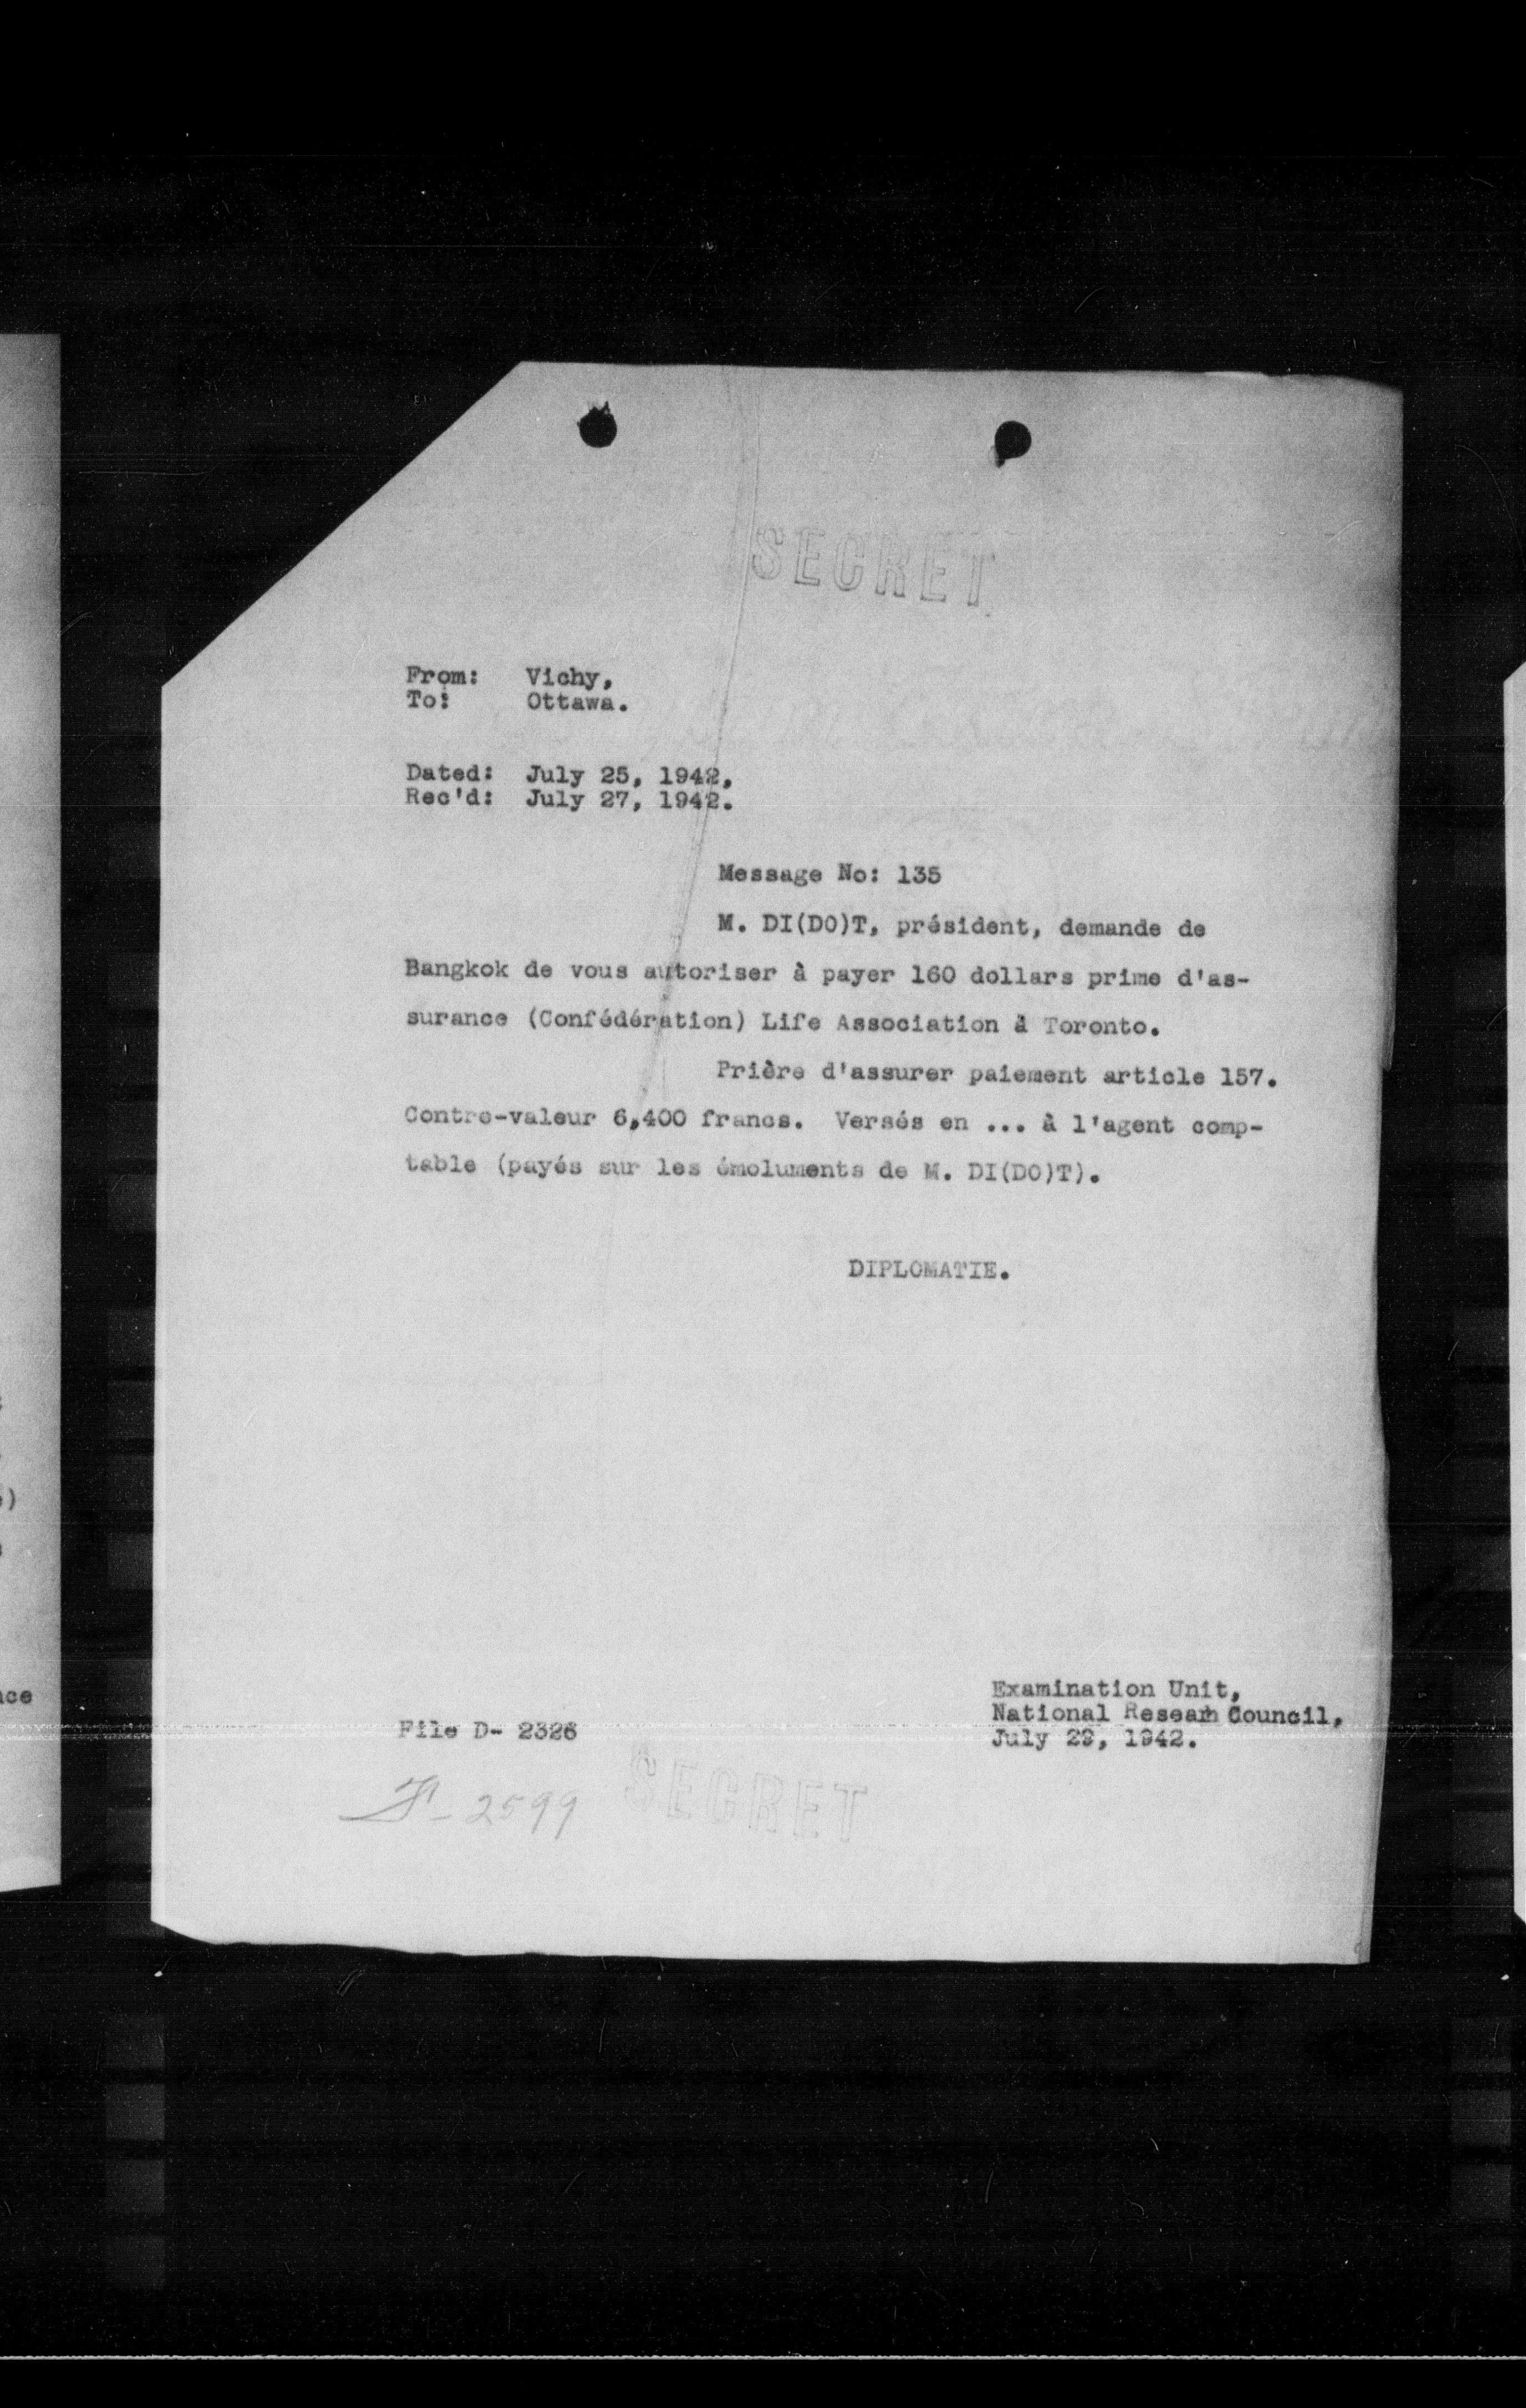 SECRET
From: Vichy,
To: Ottawa.
Dated: July 25, 1942,
Rec'd: July 27, 1942.
Message No: 135
M. DI(DO)T, président, demande de
Bangkok de vous autoriser à payer 160 dollars prime d'as-
surance (Confédération) Life Association à Toronto.
Prière d'assurer paiement article 157.
Contre-valeur 6,400 francs. Versés en ... à l'agent comp-
table (payés sur les émoluments de M. DI(DO)T).
DIPLOMATIE.
Examination Unit,
National Research Council,
July 29, 1942.
File D- 2326
F- 2599
SECRET